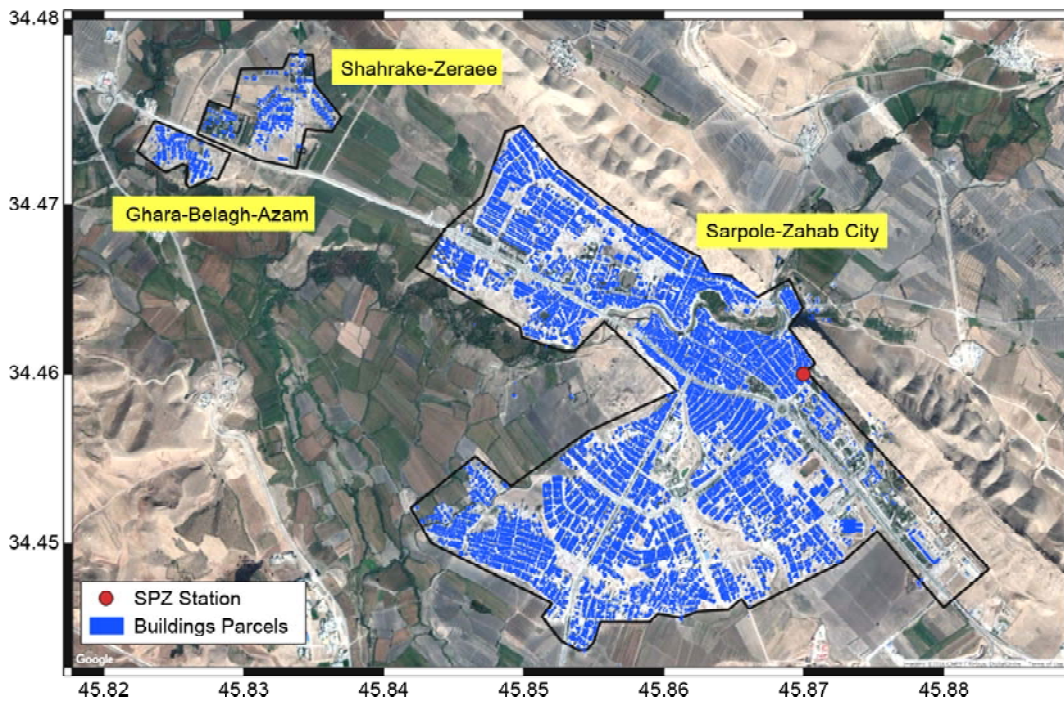 34.48
Shahrake-Zeraee
34.47
Ghara-Belagh-Azam
Sarpole-Zahab City
34.46
34.45
SPZ Station
Buildings Parcels
Google
45.82 45.83 45.84 45.85 45.86 45.87 45.88